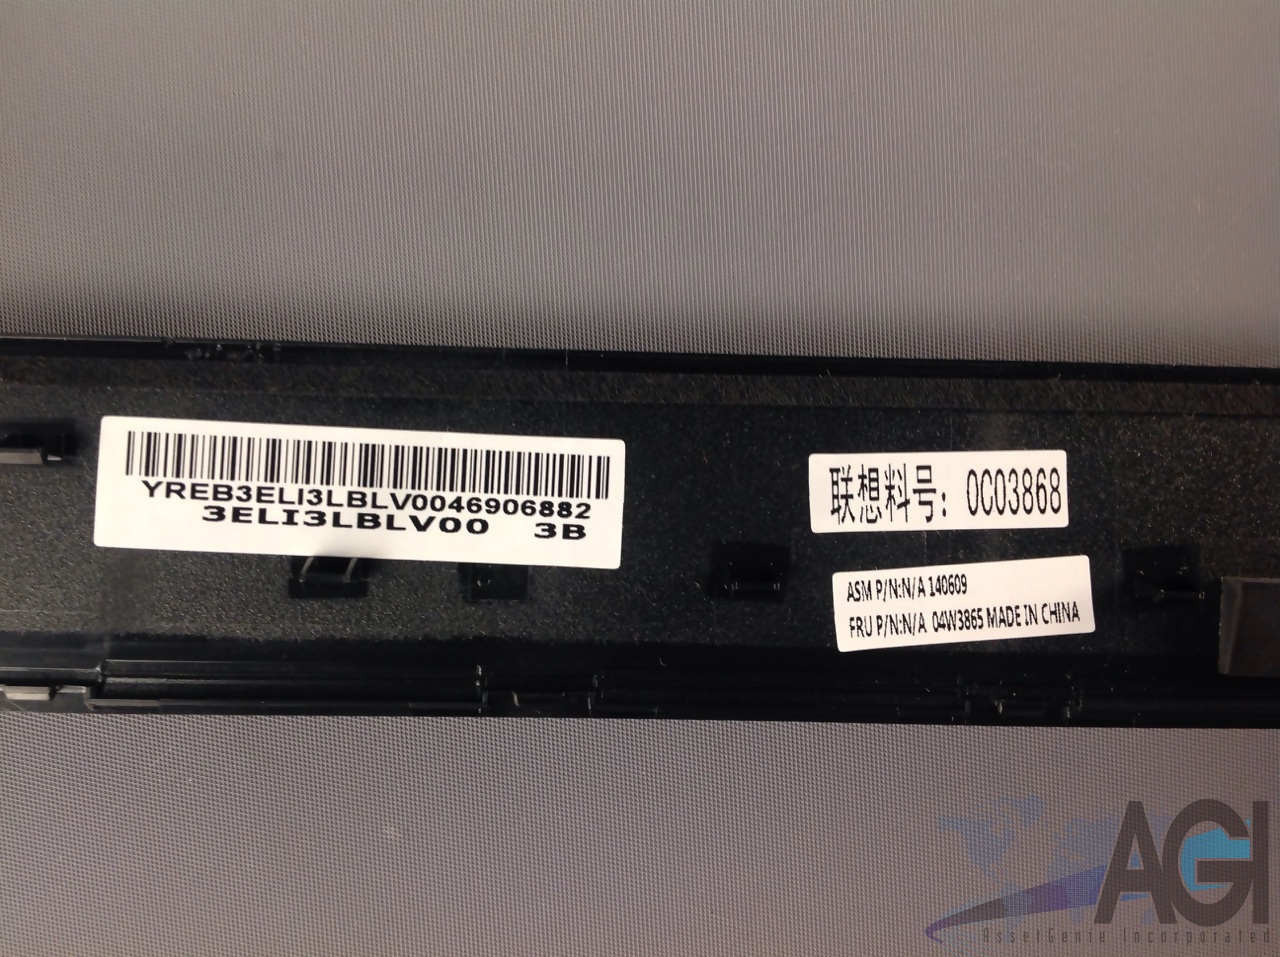 YREB3ELI3LBLV0046906882
3ELI3LBLV00 3B
联想料号: 0C03868
ASM P/N:N/A 140609
FRU P/N:N/A 04W3865 MADE IN CHINA
AGI
AssetGenie Incorporated